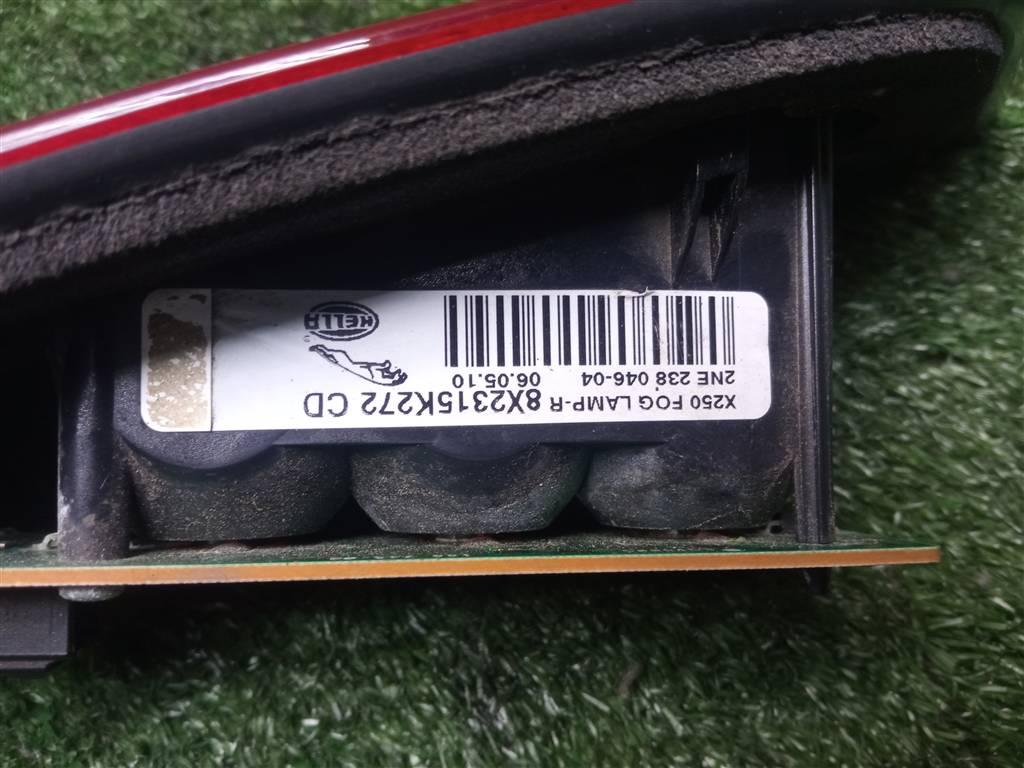 X250 FOG LAMP-R 8X2315K272 CD
2NE 238 046-04 06.05.10
HELLA